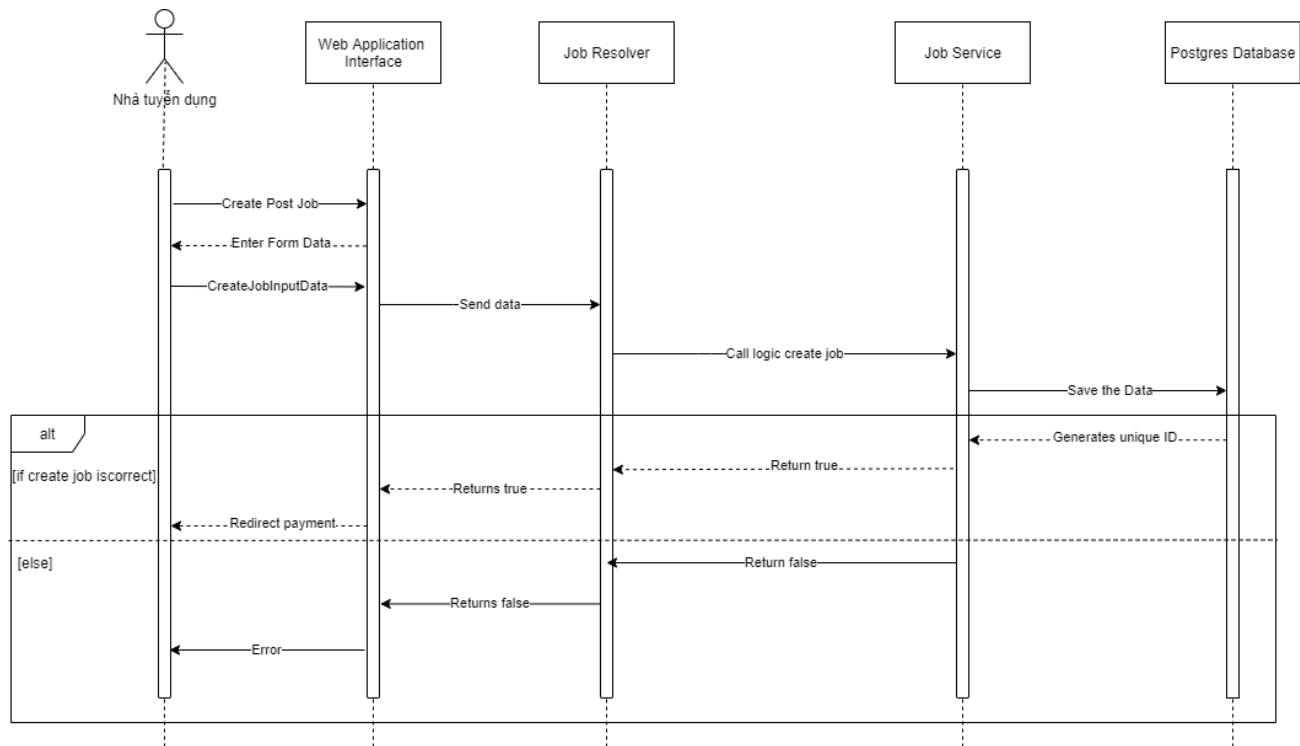 Nhà tuyển dụng
Web Application
Interface
Job Resolver
Job Service
Postgres Database
Create Post Job
Enter Form Data
CreateJobInputData
Send data
Call logic create job
Save the Data
alt
Generates unique ID
[if create job iscorrect]
Return true
Returns true
Redirect payment
[else]
Return false
Returns false
Error